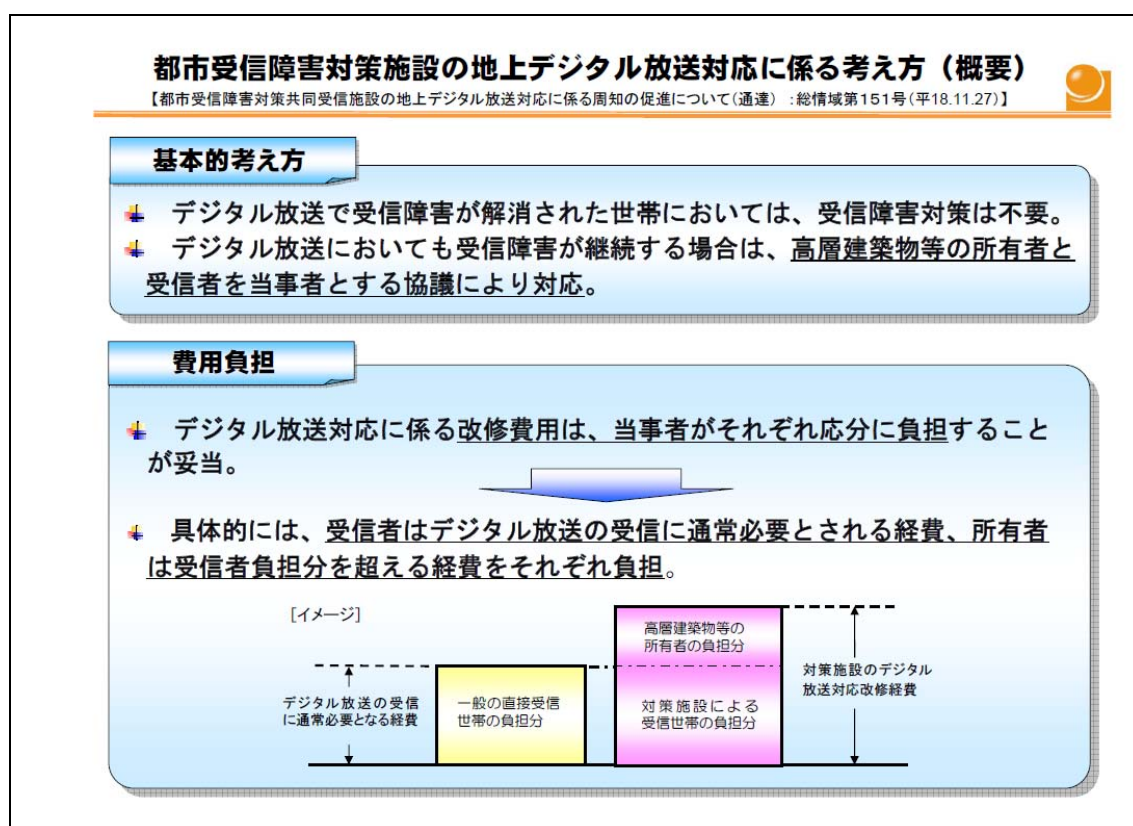 都市受信障害対策施設の地上デジタル放送対応に係る考え方（概要）
【都市受信障害対策共同受信施設の地上デジタル放送対応に係る周知の促進について(通達) ：総情域第151号(平18.11.27)】
基本的考え方
デジタル放送で受信障害が解消された世帯においては、受信障害対策は不要。
デジタル放送においても受信障害が継続する場合は、高層建築物等の所有者と
受信者を当事者とする協議により対応。
費用負担
デジタル放送対応に係る改修費用は、当事者がそれぞれ応分に負担すること
が妥当。
具体的には、受信者はデジタル放送の受信に通常必要とされる経費、所有者
は受信者負担分を超える経費をそれぞれ負担。
[イメージ]
デジタル放送の受信
に通常必要となる経費
一般の直接受信
世帯の負担分
高層建築物等の
所有者の負担分
対策施設による
受信世帯の負担分
対策施設のデジタル
放送対応改修経費